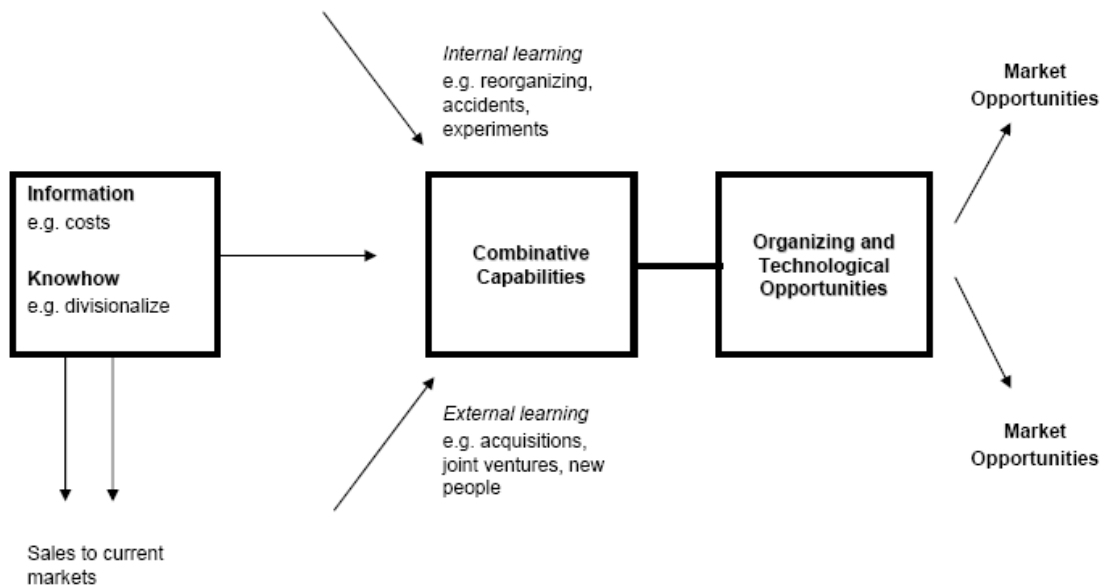 Internal learning
e.g. reorganizing,
accidents,
experiments
Market
Opportunities
Information
e.g. costs
Knowhow
e.g. divisionalize
Combinative
Capabilities
Organizing and
Technological
Opportunities
External learning
e.g. acquisitions,
joint ventures, new
people
Market
Opportunities
Sales to current
markets